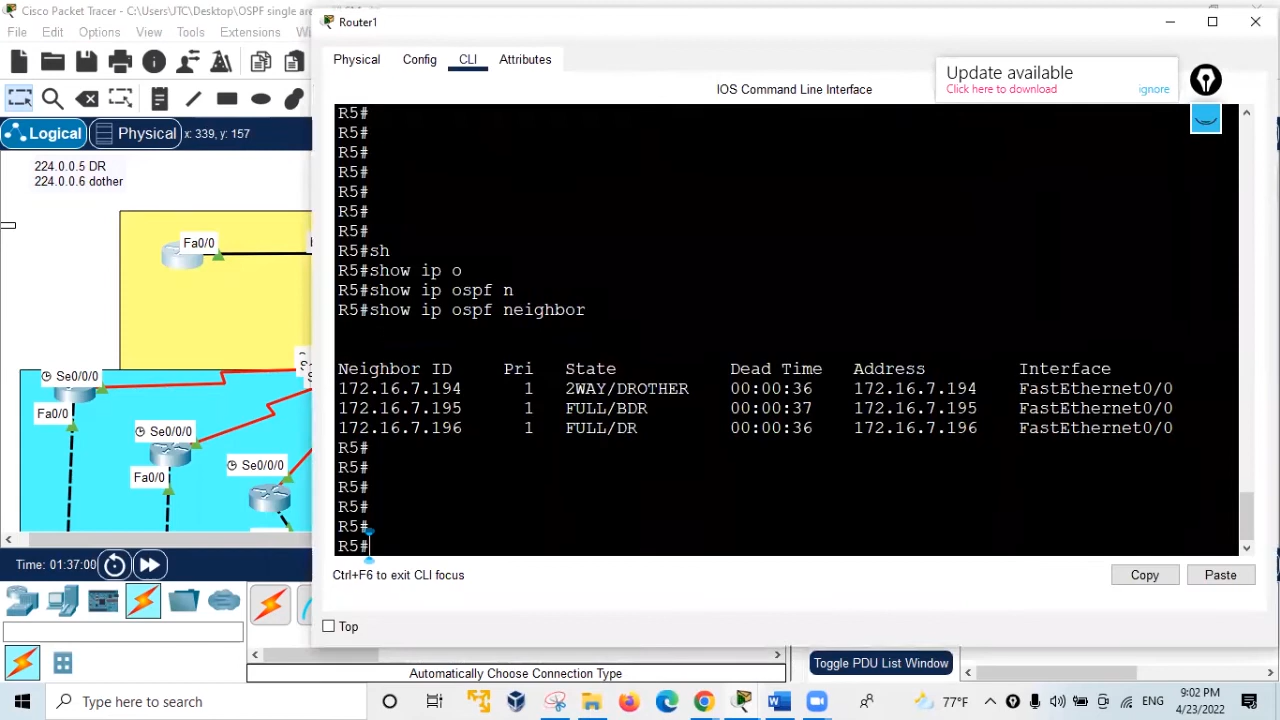 Cisco Packet Tracer - C:\Users\UTC\Desktop\OSPF single are
File Edit Options View Tools Extensions Wi
Logical Physical x: 339, y: 157
224.0.0.5 DR
224.0.0.6 dother
Fa0/0
Se0/0/0
Fa0/0
Se0/0/0
Fa0/0
Se0/0/0
Time: 01:37:00
Router1
Physical Config CLI Attributes
IOS Command Line Interface
Update available
Click here to download ignore
R5#
R5#
R5#
R5#
R5#
R5#
R5#
R5#sh
R5#show ip o
R5#show ip ospf n
R5#show ip ospf neighbor
Neighbor ID Pri State Dead Time Address Interface
172.16.7.194 1 2WAY/DROTHER 00:00:36 172.16.7.194 FastEthernet0/0
172.16.7.195 1 FULL/BDR 00:00:37 172.16.7.195 FastEthernet0/0
172.16.7.196 1 FULL/DR 00:00:36 172.16.7.196 FastEthernet0/0
R5#
R5#
R5#
R5#
R5#
R5#
Ctrl+F6 to exit CLI focus
Copy Paste
Top
Toggle PDU List Window
Automatically Choose Connection Type
Type here to search
77°F
ENG
9:02 PM
4/23/2022